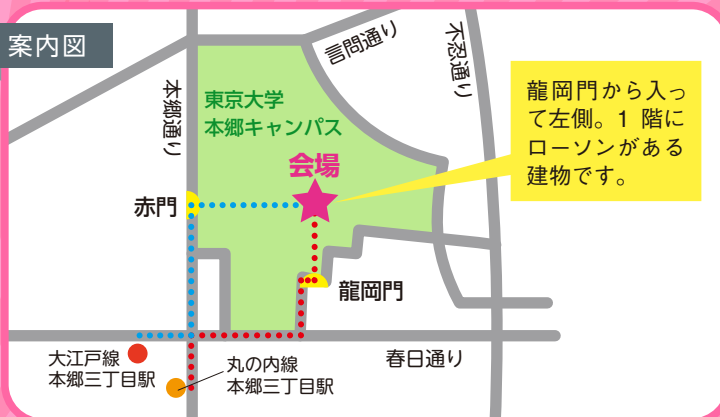 案内図
言問通り
不忍通り
本郷通り
東京大学
本郷キャンパス
龍岡門から入っ
て左側。1 階に
ローソンがある
建物です。
会場
赤門
龍岡門
大江戸線
本郷三丁目駅
丸の内線
本郷三丁目駅
春日通り